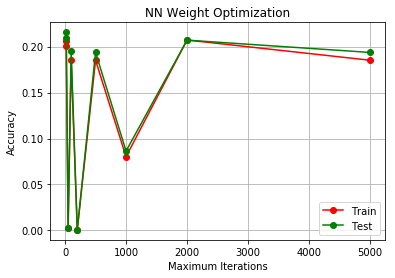 NN Weight Optimization
0.20
0.15
0.10
0.05
0.00
Accuracy
Train
Test
0 1000 2000 3000 4000 5000
Maximum Iterations